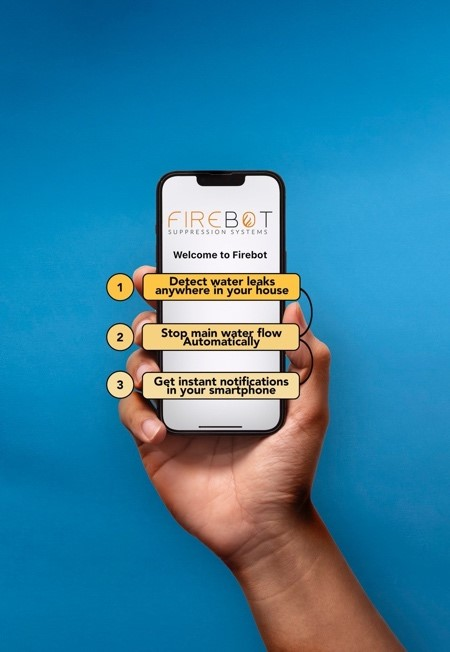 FIREBOT
SUPPRESSION SYSTEMS
Welcome to Firebot
1
Detect water leaks
anywhere in your house
2
Stop main water flow
Automatically
3
Get instant notifications
in your smartphone